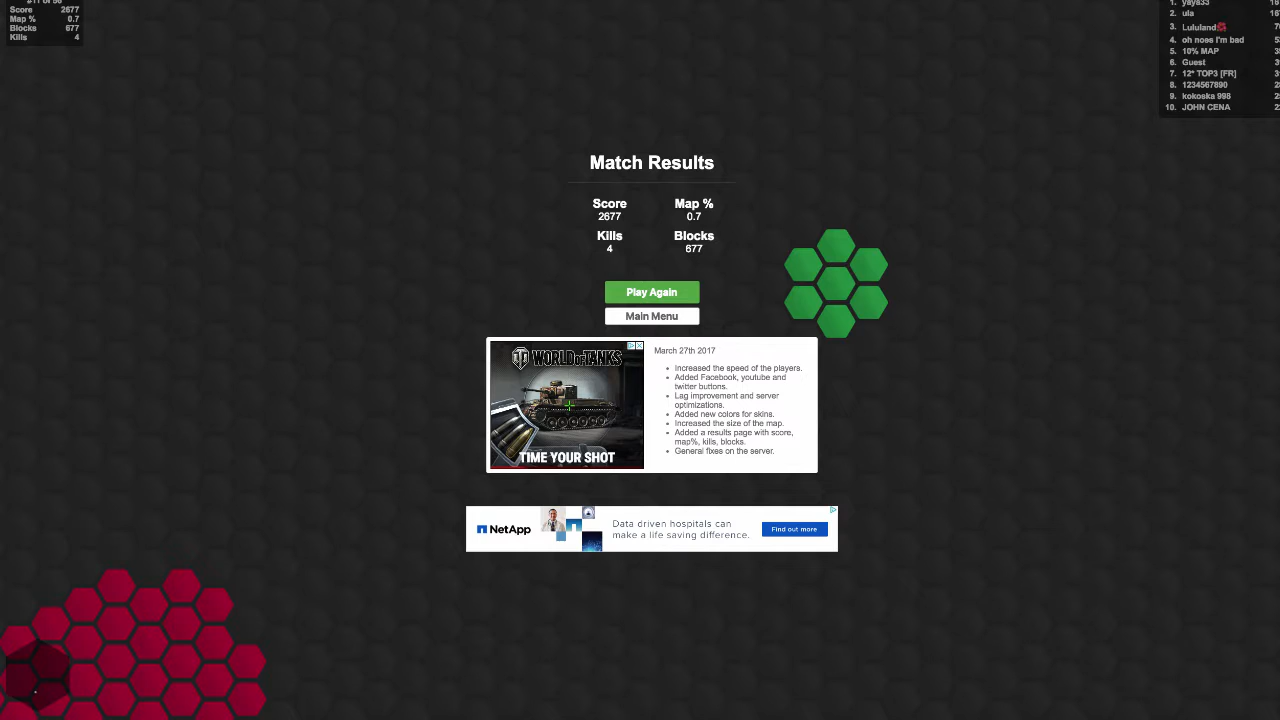 Score 2677
Map % 0.7
Blocks 677
Kills 4
2. ula
3. Lululand
4. oh noes I'm bad
5. 10% MAP
6. Guest
7. 12* TOP3 [FR]
8. 1234567890
9. kokoska 998
10. JOHN CENA
Match Results
Score Map %
2677 0.7
Kills Blocks
4 677
Play Again
Main Menu
WORLD OF TANKS
TIME YOUR SHOT
March 27th 2017
• Increased the speed of the players.
• Added Facebook, youtube and
twitter buttons.
• Lag improvement and server
optimizations.
• Added new colors for skins.
• Increased the size of the map.
• Added a results page with score,
map%, kills, blocks.
• General fixes on the server.
NetApp
Data driven hospitals can
make a life saving difference.
Find out more